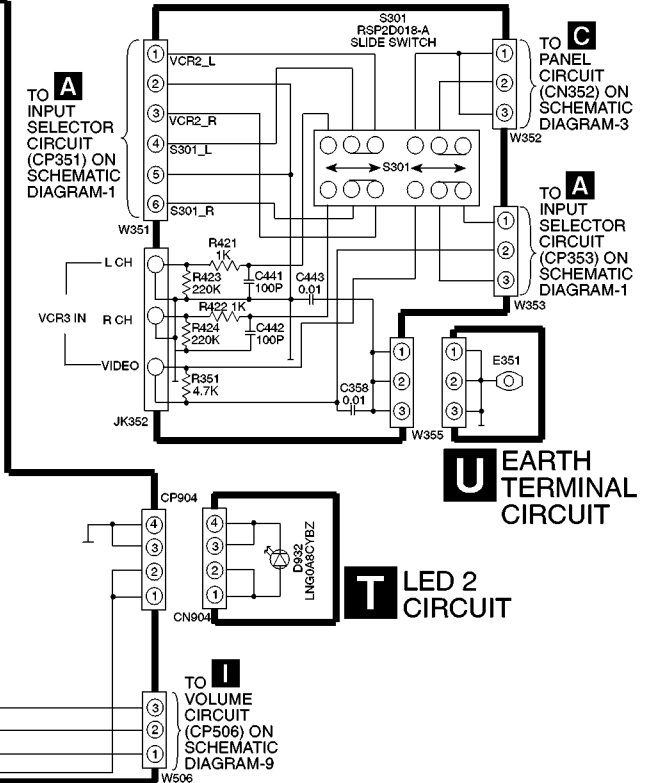 S301
RSP2D018-A
SLIDE SWITCH
TO A
INPUT
SELECTOR
CIRCUIT
(CP351) ON
SCHEMATIC
DIAGRAM-1
1
VCR2_L
2
3
VCR2_R
4
S301_L
5
6
S301_R
W351
S301
1
2
3
W352
TO C
PANEL
CIRCUIT
(CN352) ON
SCHEMATIC
DIAGRAM-3
1
2
3
W353
TO A
INPUT
SELECTOR
CIRCUIT
(CP353) ON
SCHEMATIC
DIAGRAM-1
VCR3 IN
L CH
R CH
VIDEO
JK352
R421
1K
R423
220K
C441
100P
C443
0.01
R422 1K
R424
220K
C442
100P
R351
4.7K
C358
0.01
1
2
3
W355
1
2
3
E351
U EARTH
TERMINAL
CIRCUIT
CP904
4
3
2
1
4
3
2
1
CN904
D932
LNG0A8CYBZ
T LED 2
CIRCUIT
3
2
1
W506
TO I
VOLUME
CIRCUIT
(CP506) ON
SCHEMATIC
DIAGRAM-9